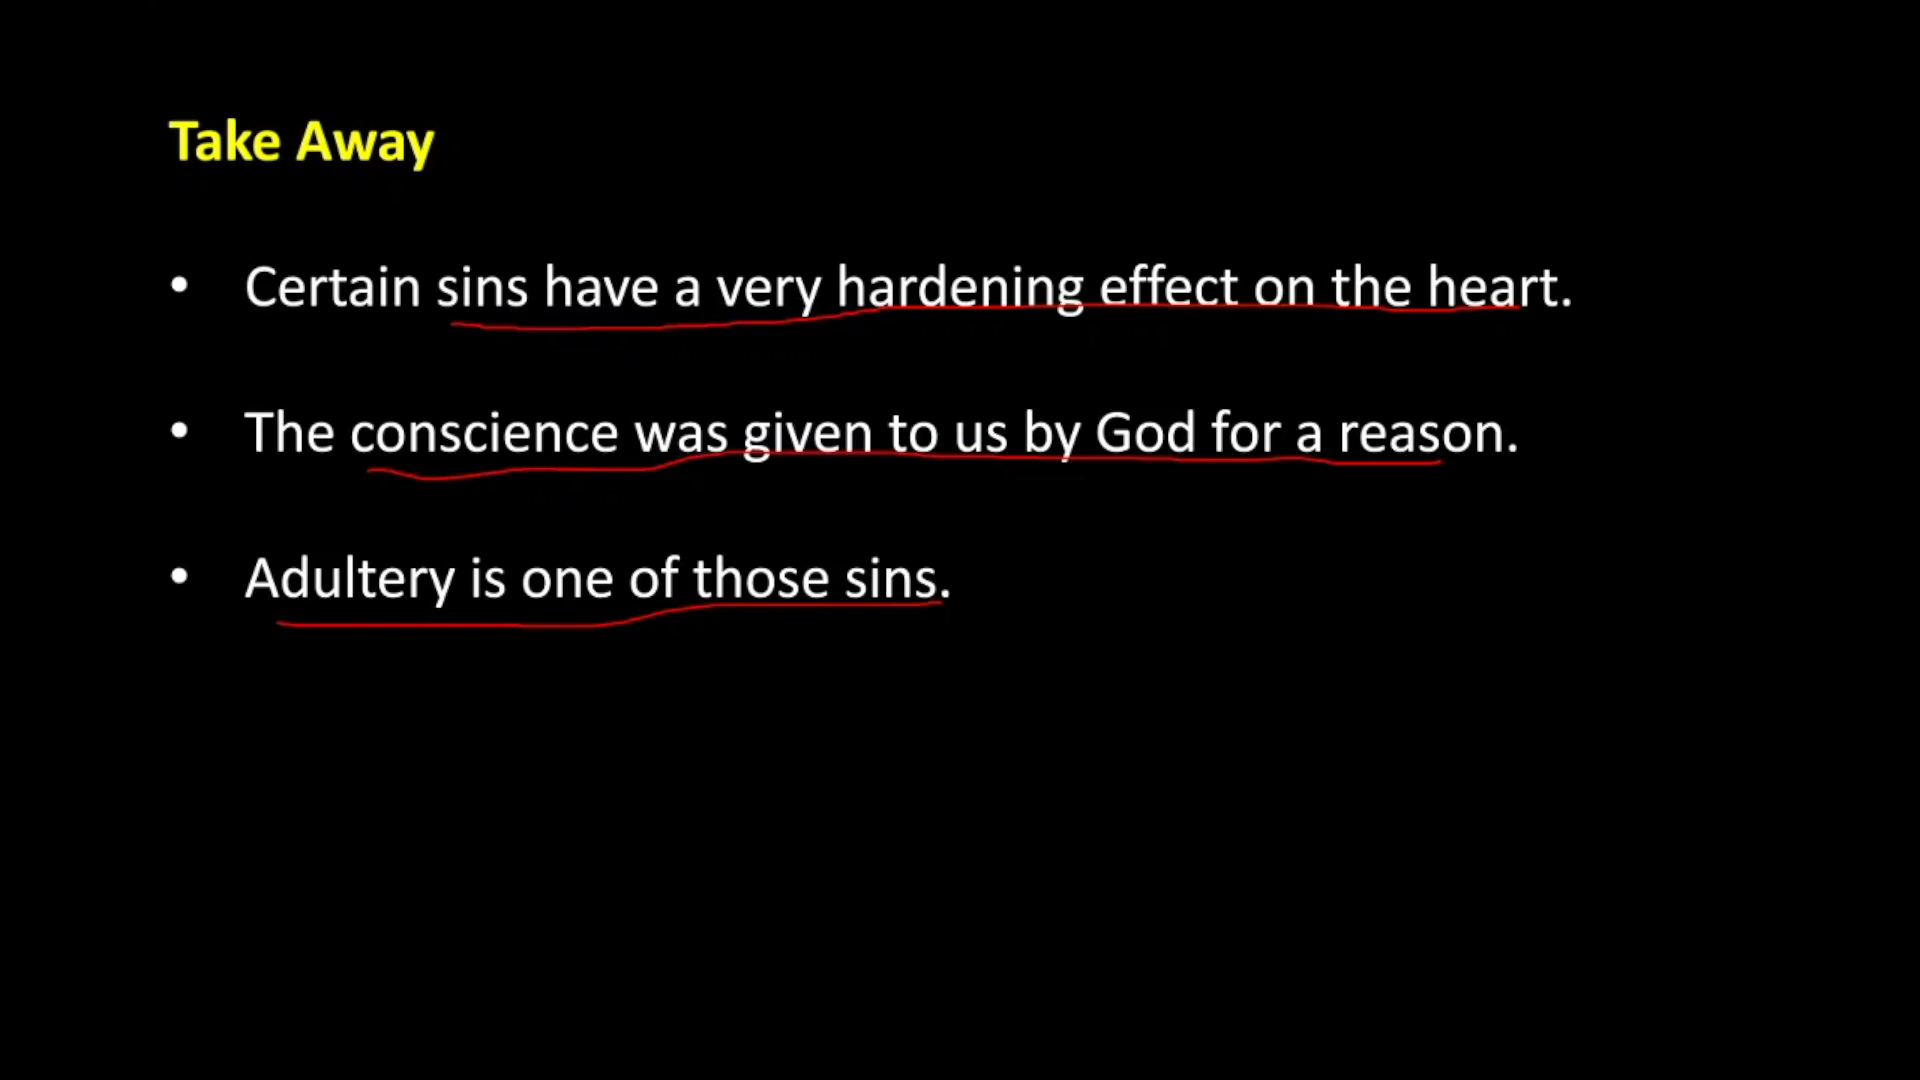 Take Away
• Certain sins have a very hardening effect on the heart.
• The conscience was given to us by God for a reason.
• Adultery is one of those sins.